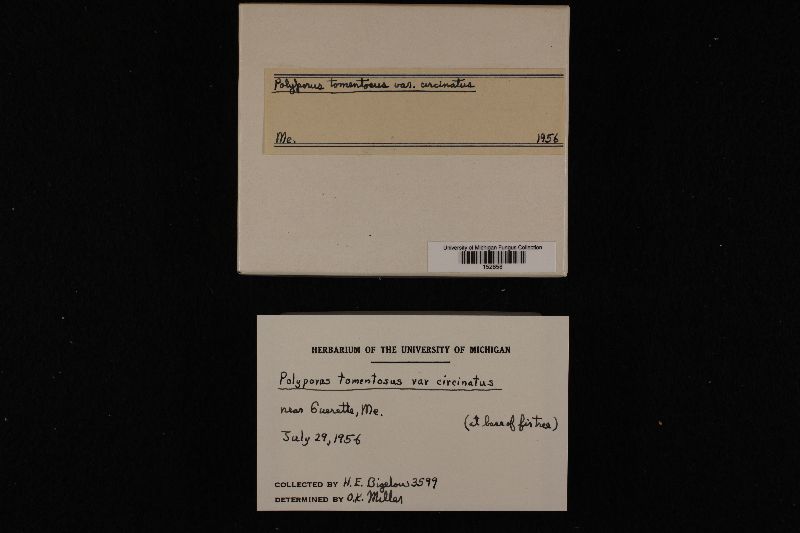 Polyporus tomentosus var. circinatus
Me. 1956
University of Michigan Fungus Collection
152658
HERBARIUM OF THE UNIVERSITY OF MICHIGAN
Polyporus tomentosus var circinatus
near Guerette, Me.
(at base of fir tree)
July 29, 1956
COLLECTED BY H. E. Bigelow 3599
DETERMINED BY O.K. Miller